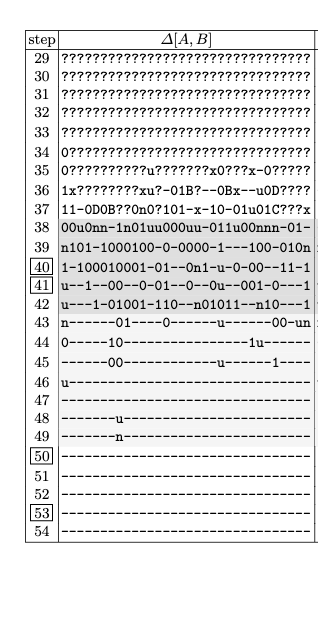 step Δ[A, B]
29 ????????????????????????????????
30 ????????????????????????????????
31 ????????????????????????????????
32 ????????????????????????????????
33 ????????????????????????????????
34 0???????????????????????????????
35 0??????????u???????x0???x-0?????
36 1x????????xu?-01B?--0Bx--u0D????
37 11-0D0B??0n0?101-x-10-01u01C???x
38 00u0nn-1n01uu000uu-011u00nnn-01-
39 n101-1000100-0-0000-1---100-010n
40 1-100010001-01--0n1-u-0-00--11-1
41 u--1--00--0-01--0--0u--001-0---1
42 u---1-01001-110--n01011--n10---1
43 n------01----0------u------00-un
44 0-----10----------------1u------
45 ------00------------u------1----
46 u-------------------------------
47 --------------------------------
48 -------u------------------------
49 -------n------------------------
50 --------------------------------
51 --------------------------------
52 --------------------------------
53 --------------------------------
54 --------------------------------